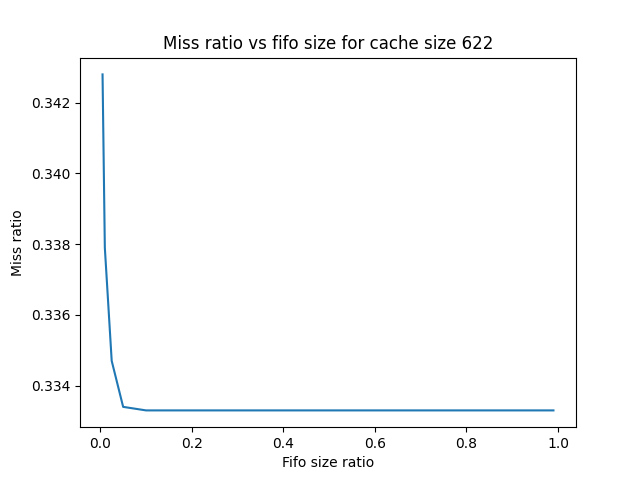 Miss ratio vs fifo size for cache size 622
0.342
0.340
0.338
0.336
0.334
Miss ratio
0.0 0.2 0.4 0.6 0.8 1.0
Fifo size ratio